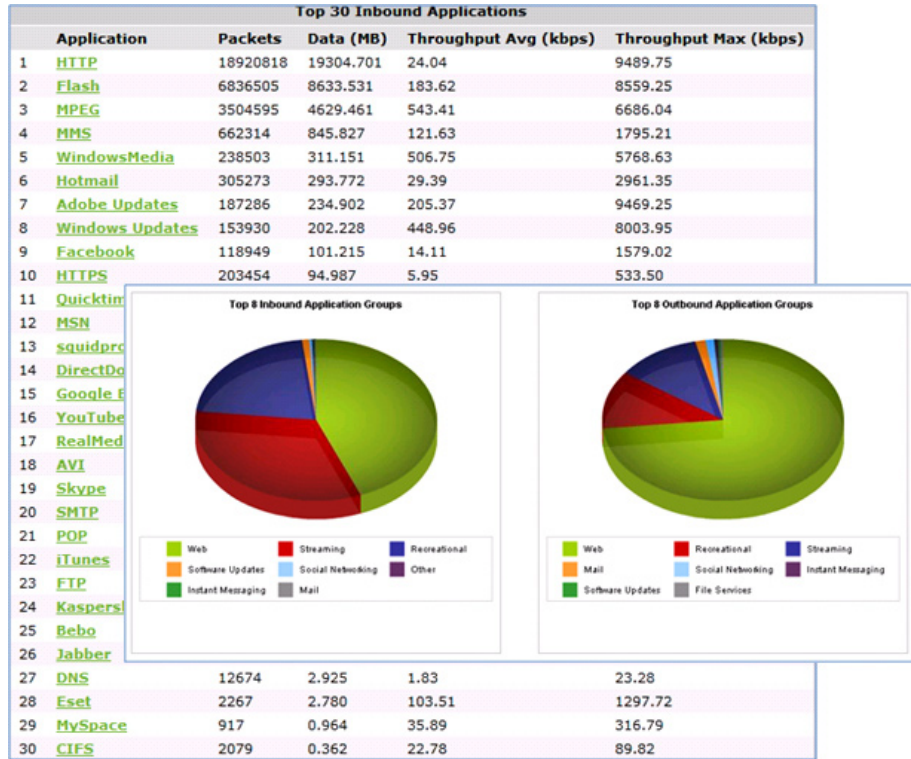 Top 30 Inbound Applications
Application Packets Data (MB) Throughput Avg (kbps) Throughput Max (kbps)
1 HTTP 18920818 19304.701 24.04 9489.75
2 Flash 6836505 8633.531 183.62 8559.25
3 MPEG 3504595 4629.461 543.41 6686.04
4 MMS 662314 845.827 121.63 1795.21
5 WindowsMedia 238503 311.151 506.75 5768.63
6 Hotmail 305273 293.772 29.39 2961.35
7 Adobe Updates 187286 234.902 205.37 9469.25
8 Windows Updates 153930 202.228 448.96 8003.95
9 Facebook 118949 101.215 14.11 1579.02
10 HTTPS 203454 94.987 5.95 533.50
11 Quicktim
12 MSN
13 squidpro
14 DirectDo
15 Google E
16 YouTube
17 RealMed
18 AVI
19 Skype
20 SMTP
21 POP
22 iTunes
23 FTP
24 Kaspersk
25 Bebo
26 Jabber
27 DNS 12674 2.925 1.83 23.28
28 Eset 2267 2.780 103.51 1297.72
29 MySpace 917 0.964 35.89 316.79
30 CIFS 2079 0.362 22.78 89.82
Top 8 Inbound Application Groups
Web Streaming Recreational
Software Updates Social Networking Other
Instant Messaging Mail
Top 8 Outbound Application Groups
Web Recreational Streaming
Mail Social Networking Instant Messaging
Software Updates File Services